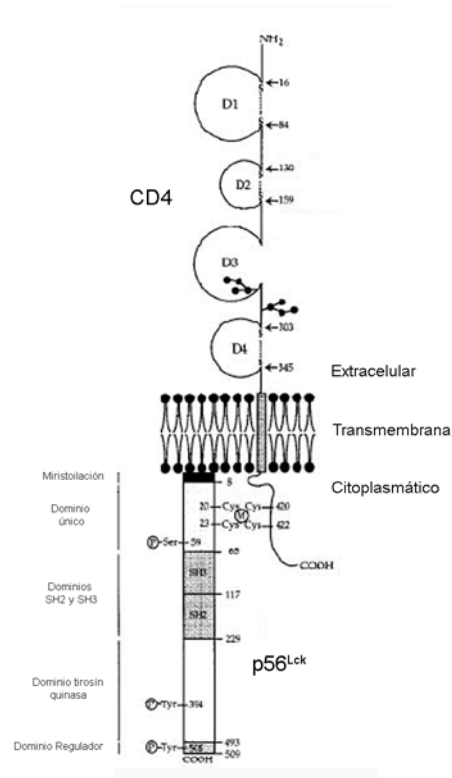 NH2
16
D1
84
130
D2
CD4
159
D3
303
D4
345
Extracelular
Transmembrana
Citoplasmático
Miristoilación
8
Dominio
único
20 Cys Cys 420
M
23 Cys Cys 422
P Ser 59
65
COOH
SH3
Dominios
SH2 y SH3
117
SH2
229
p56Lck
Dominio tirosin
quinasa
P Tyr 394
493
Dominio Regulador
P Tyr 505
509
COOH